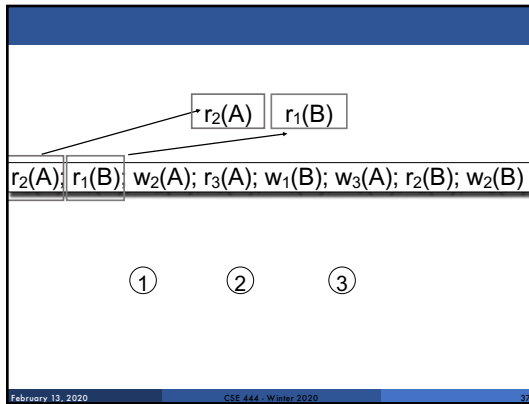 r₂(A) r₁(B)
r₂(A); r₁(B); w₂(A); r₃(A); w₁(B); w₃(A); r₂(B); w₂(B)
1 2 3
February 13, 2020 CSE 444 - Winter 2020